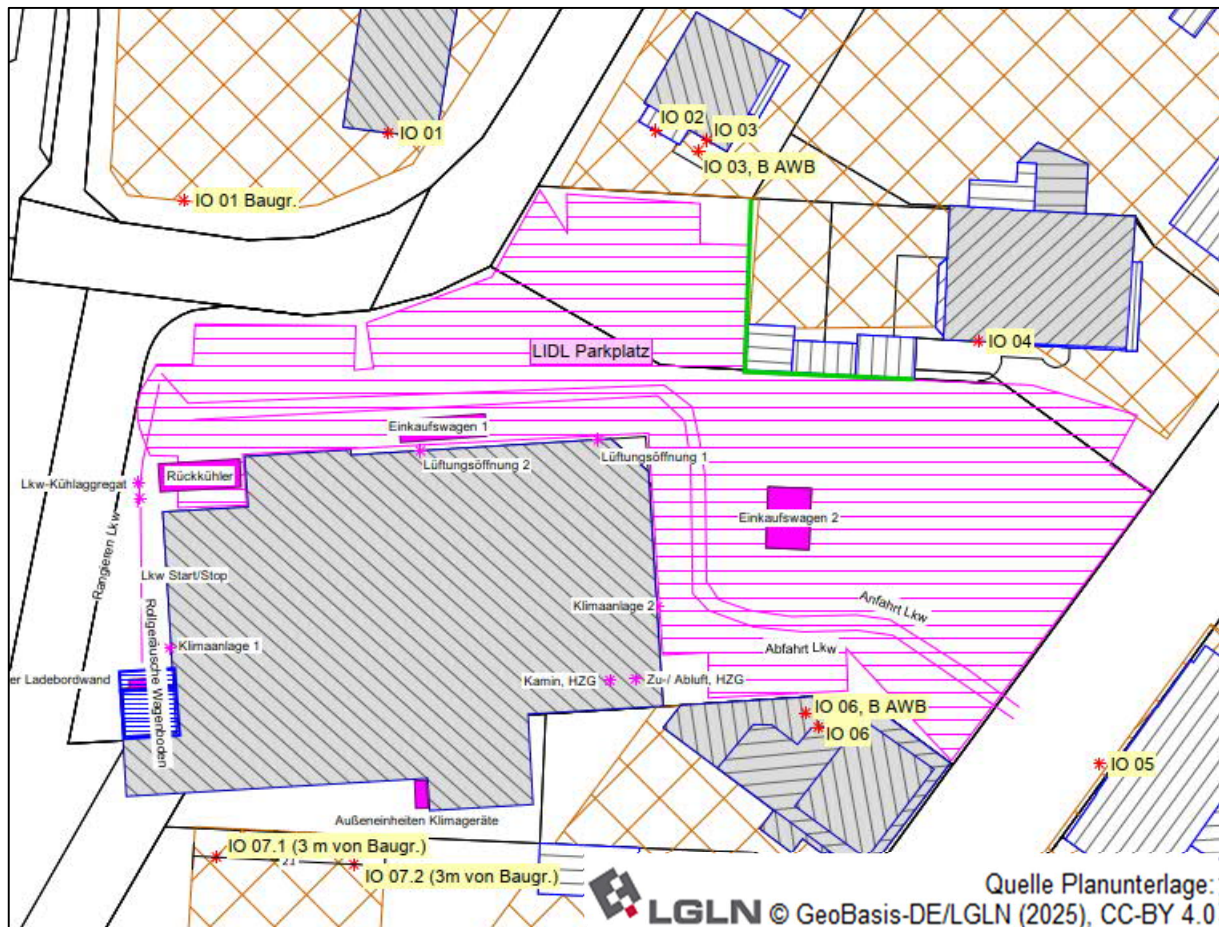 IO 01
IO 02
IO 03
IO 03, B AWB
IO 01 Baugr.
IO 04
LIDL Parkplatz
Einkaufswagen 1
Lüftungsöffnung 1
Lüftungsöffnung 2
Rückkühler
Lkw-Kühlaggregat
Einkaufswagen 2
Rangieren Lkw
Lkw Start/Stop
Klimaanlage 2
Anfahrt Lkw
Rollgeräusche Wagenboden
Klimaanlage 1
Abfahrt Lkw
er Ladebordwand
Kamin, HZG
Zu-/ Abluft, HZG
IO 06, B AWB
IO 06
IO 05
Außeneinheiten Klimageräte
IO 07.1 (3 m von Baugr.)
21
IO 07.2 (3m von Baugr.)
Quelle Planunterlage:
LGLN © GeoBasis-DE/LGLN (2025), CC-BY 4.0